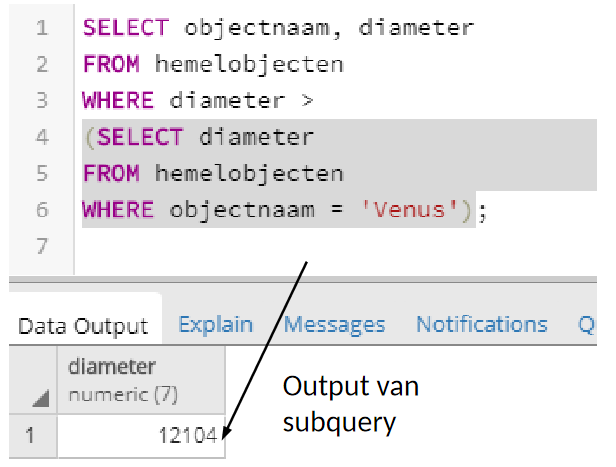 1 SELECT objectnaam, diameter
2 FROM hemelobjecten
3 WHERE diameter >
4 (SELECT diameter
5 FROM hemelobjecten
6 WHERE objectnaam = 'Venus');
7
Data Output Explain Messages Notifications Q
diameter
numeric (7)
1 12104
Output van
subquery